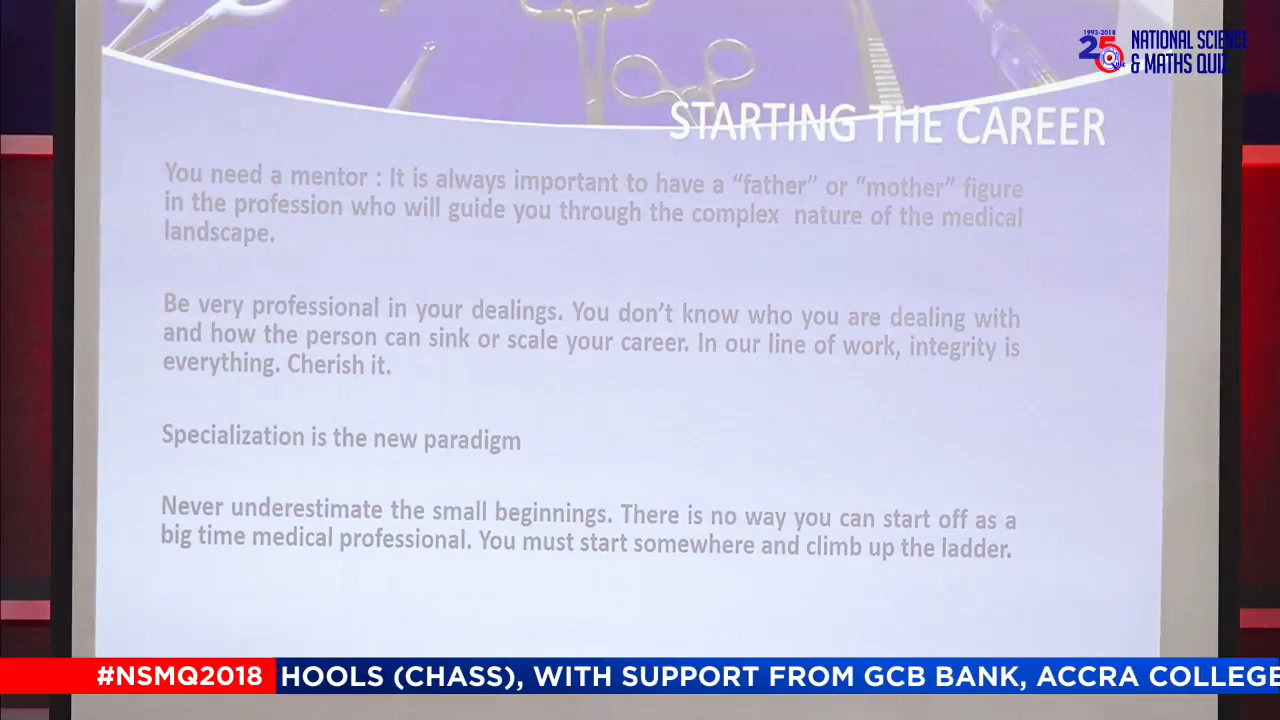 1993-2018
25
NATIONAL SCIENCE
& MATHS QUIZ
STARTING THE CAREER
You need a mentor : It is always important to have a “father” or “mother” figure
in the profession who will guide you through the complex nature of the medical
landscape.
Be very professional in your dealings. You don’t know who you are dealing with
and how the person can sink or scale your career. In our line of work, integrity is
everything. Cherish it.
Specialization is the new paradigm
Never underestimate the small beginnings. There is no way you can start off as a
big time medical professional. You must start somewhere and climb up the ladder.
#NSMQ2018 HOOLS (CHASS), WITH SUPPORT FROM GCB BANK, ACCRA COLLEGE